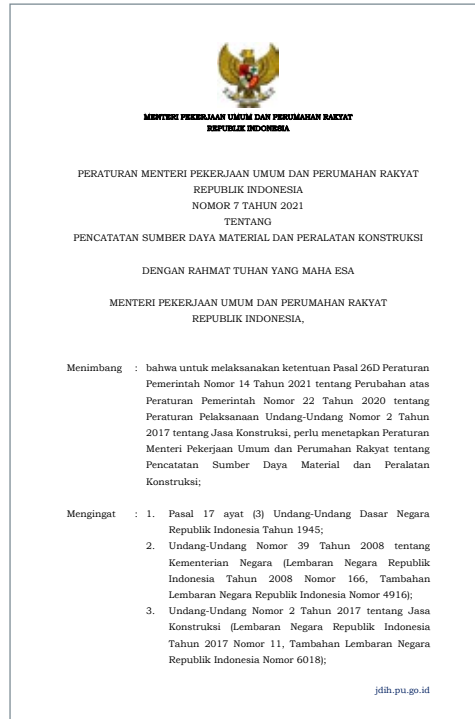 MENTERI PEKERJAAN UMUM DAN PERUMAHAN RAKYAT
REPUBLIK INDONESIA
PERATURAN MENTERI PEKERJAAN UMUM DAN PERUMAHAN RAKYAT
REPUBLIK INDONESIA
NOMOR 7 TAHUN 2021
TENTANG
PENCATATAN SUMBER DAYA MATERIAL DAN PERALATAN KONSTRUKSI
DENGAN RAHMAT TUHAN YANG MAHA ESA
MENTERI PEKERJAAN UMUM DAN PERUMAHAN RAKYAT
REPUBLIK INDONESIA,
Menimbang : bahwa untuk melaksanakan ketentuan Pasal 26D Peraturan
Pemerintah Nomor 14 Tahun 2021 tentang Perubahan atas
Peraturan Pemerintah Nomor 22 Tahun 2020 tentang
Peraturan Pelaksanaan Undang-Undang Nomor 2 Tahun
2017 tentang Jasa Konstruksi, perlu menetapkan Peraturan
Menteri Pekerjaan Umum dan Perumahan Rakyat tentang
Pencatatan Sumber Daya Material dan Peralatan
Konstruksi;
Mengingat : 1. Pasal 17 ayat (3) Undang-Undang Dasar Negara
Republik Indonesia Tahun 1945;
2. Undang-Undang Nomor 39 Tahun 2008 tentang
Kementerian Negara (Lembaran Negara Republik
Indonesia Tahun 2008 Nomor 166, Tambahan
Lembaran Negara Republik Indonesia Nomor 4916);
3. Undang-Undang Nomor 2 Tahun 2017 tentang Jasa
Konstruksi (Lembaran Negara Republik Indonesia
Tahun 2017 Nomor 11, Tambahan Lembaran Negara
Republik Indonesia Nomor 6018);
jdih.pu.go.id